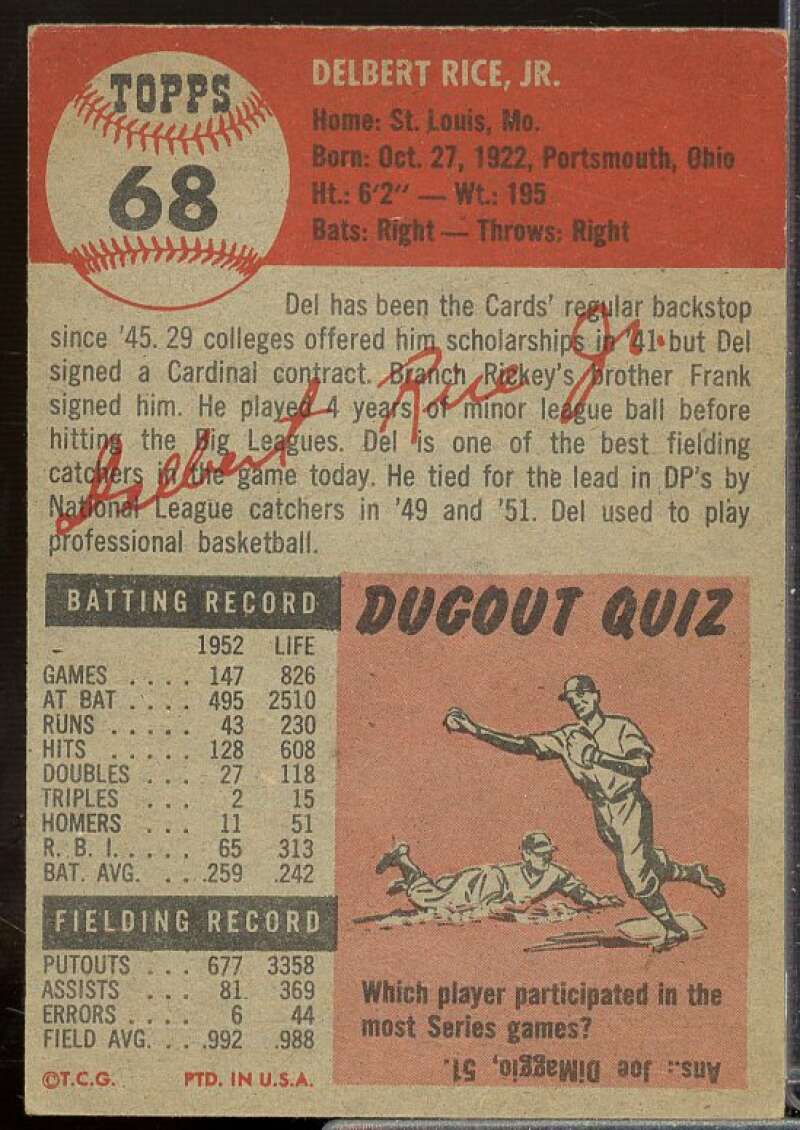 TOPPS
68
DELBERT RICE, JR.
Home: St. Louis, Mo.
Born: Oct. 27, 1922, Portsmouth, Ohio
Ht.: 6'2" — Wt.: 195
Bats: Right — Throws: Right
Del has been the Cards' regular backstop
since '45. 29 colleges offered him scholarships in '41 but Del
signed a Cardinal contract. Branch Rickey's brother Frank
signed him. He played 4 years of minor league ball before
hitting the Big Leagues. Del is one of the best fielding
catchers in the game today. He tied for the lead in DP's by
National League catchers in '49 and '51. Del used to play
professional basketball.
Delbert Rice Jr.
BATTING RECORD
1952 LIFE
GAMES . . . . 147 826
AT BAT . . . . 495 2510
RUNS . . . . . 43 230
HITS . . . . . 128 608
DOUBLES . . . 27 118
TRIPLES . . . 2 15
HOMERS . . . 11 51
R. B. I. . . . . 65 313
BAT. AVG. . . .259 .242
FIELDING RECORD
PUTOUTS . . . 677 3358
ASSISTS . . . 81 369
ERRORS . . . . 6 44
FIELD AVG. . . .992 .988
©T.C.G. PTD. IN U.S.A.
DUGOUT QUIZ
Which player participated in the
most Series games?
Ans.: Joe DiMaggio, 51.